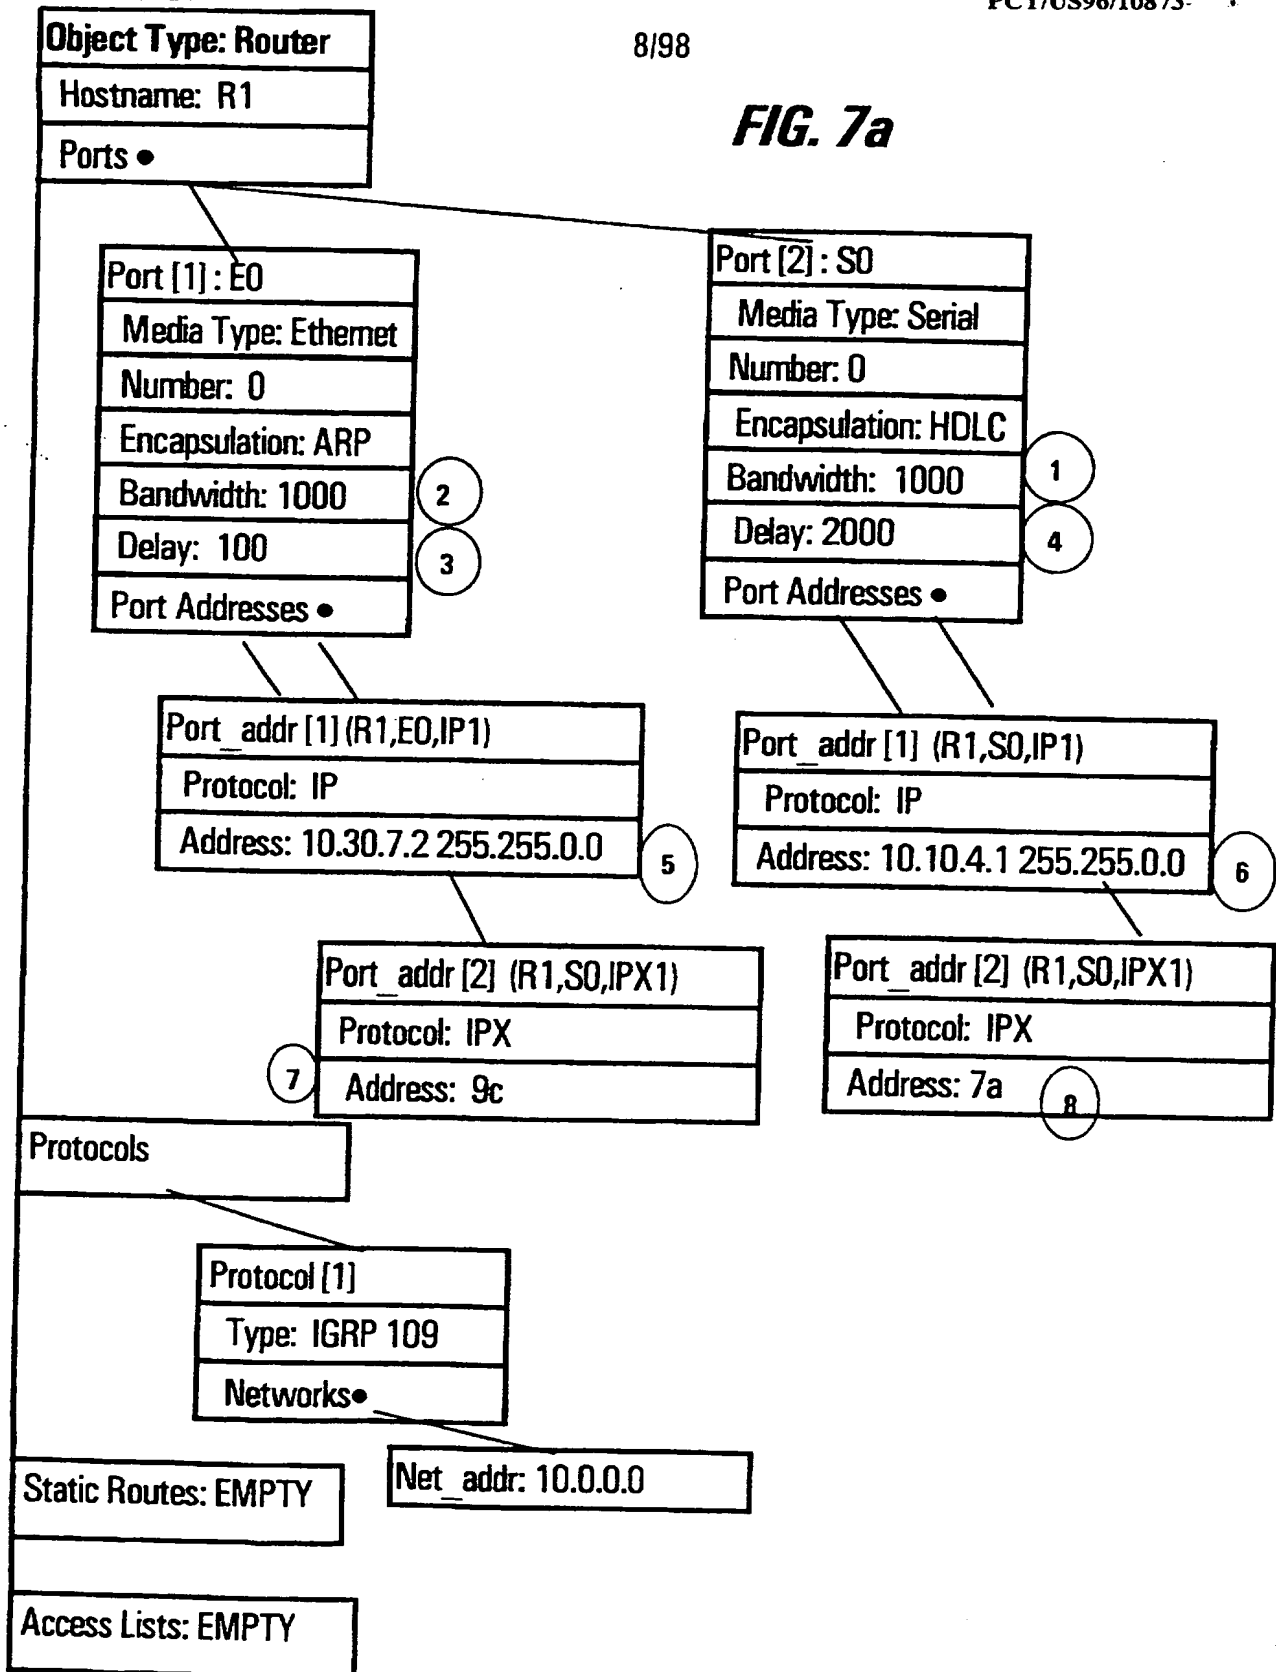 PCT/US96/10873
8/98
FIG. 7a
Object Type: Router
Hostname: R1
Ports •
Port [1] : E0
Media Type: Ethernet
Number: 0
Encapsulation: ARP
Bandwidth: 1000
2
Delay: 100
3
Port Addresses •
Port [2] : S0
Media Type: Serial
Number: 0
Encapsulation: HDLC
1
Bandwidth: 1000
Delay: 2000
4
Port Addresses •
Port_addr [1] (R1,E0,IP1)
Protocol: IP
Address: 10.30.7.2 255.255.0.0
5
Port_addr [1] (R1,S0,IP1)
Protocol: IP
Address: 10.10.4.1 255.255.0.0
6
Port_addr [2] (R1,S0,IPX1)
Protocol: IPX
7
Address: 9c
Port_addr [2] (R1,S0,IPX1)
Protocol: IPX
Address: 7a
8
Protocols
Protocol [1]
Type: IGRP 109
Networks•
Net_addr: 10.0.0.0
Static Routes: EMPTY
Access Lists: EMPTY